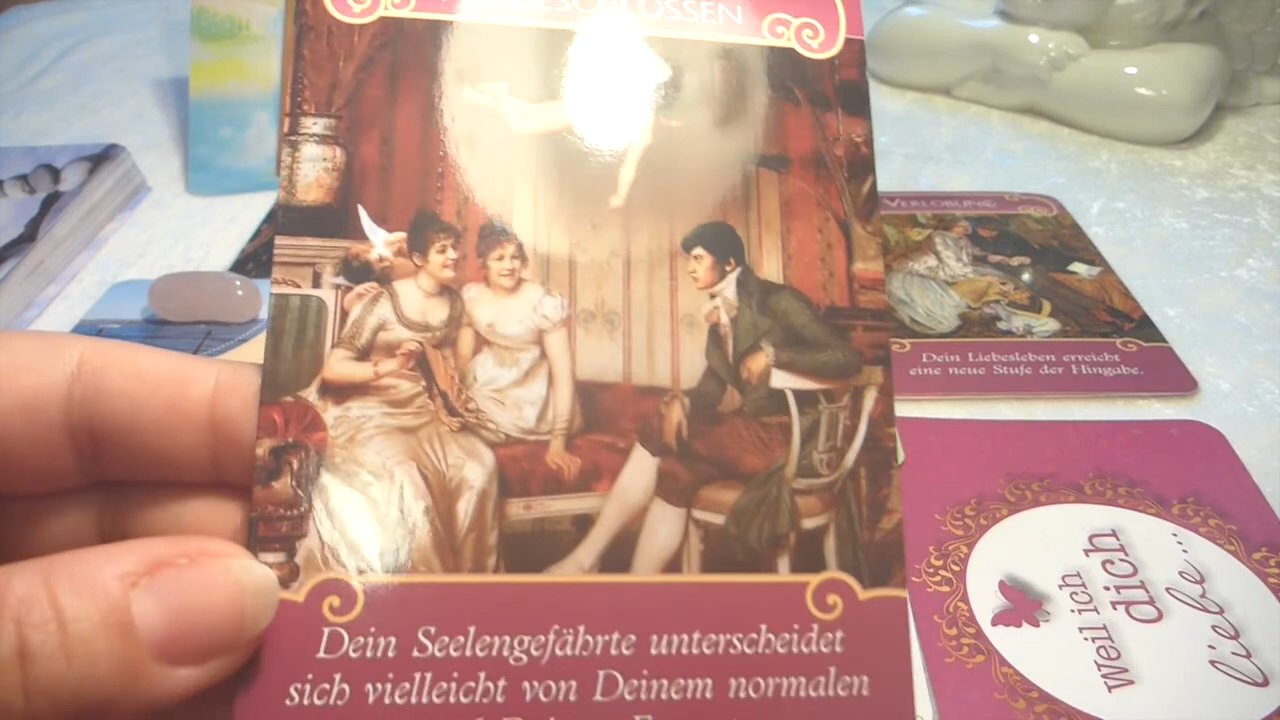 Dein Seelengefährte unterscheidet
sich vielleicht von Deinem normalen
VERLOBUNG
Dein Liebesleben erreicht
eine neue Stufe der Hingabe.
Weil ich
dich
liebe...